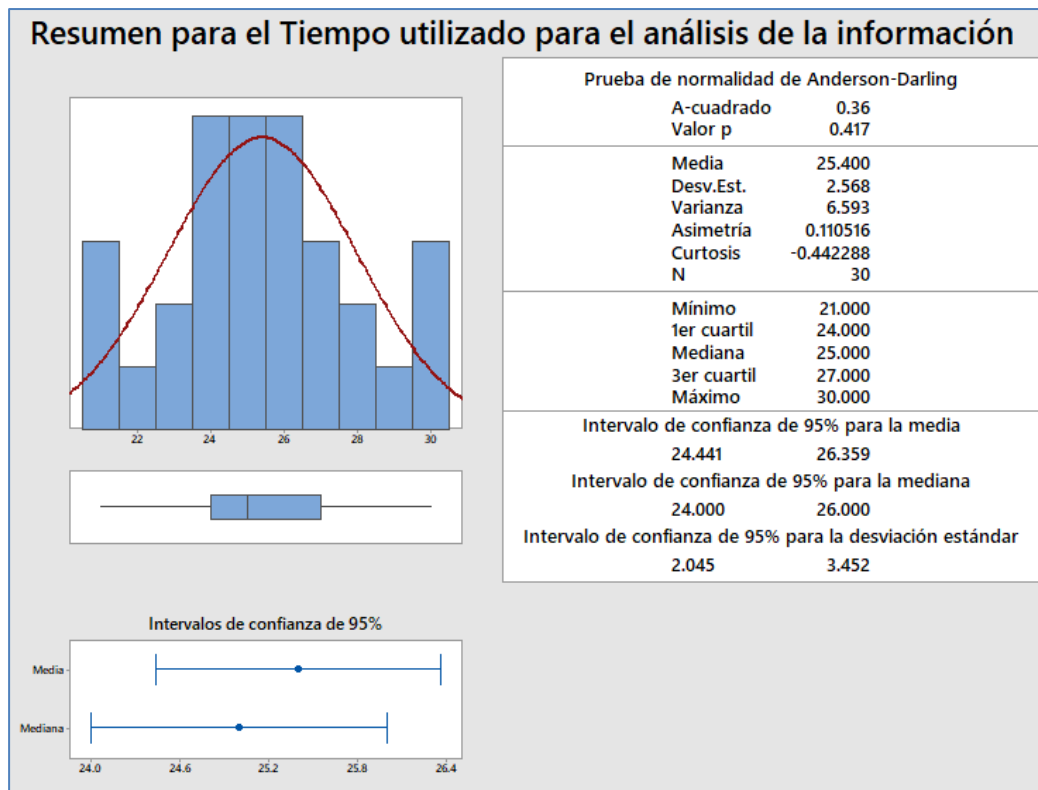 Resumen para el Tiempo utilizado para el análisis de la información
22 24 26 28 30
Intervalos de confianza de 95%
Media
Mediana
24.0 24.6 25.2 25.8 26.4
Prueba de normalidad de Anderson-Darling
A-cuadrado 0.36
Valor p 0.417
Media 25.400
Desv.Est. 2.568
Varianza 6.593
Asimetría 0.110516
Curtosis -0.442288
N 30
Mínimo 21.000
1er cuartil 24.000
Mediana 25.000
3er cuartil 27.000
Máximo 30.000
Intervalo de confianza de 95% para la media
24.441 26.359
Intervalo de confianza de 95% para la mediana
24.000 26.000
Intervalo de confianza de 95% para la desviación estándar
2.045 3.452